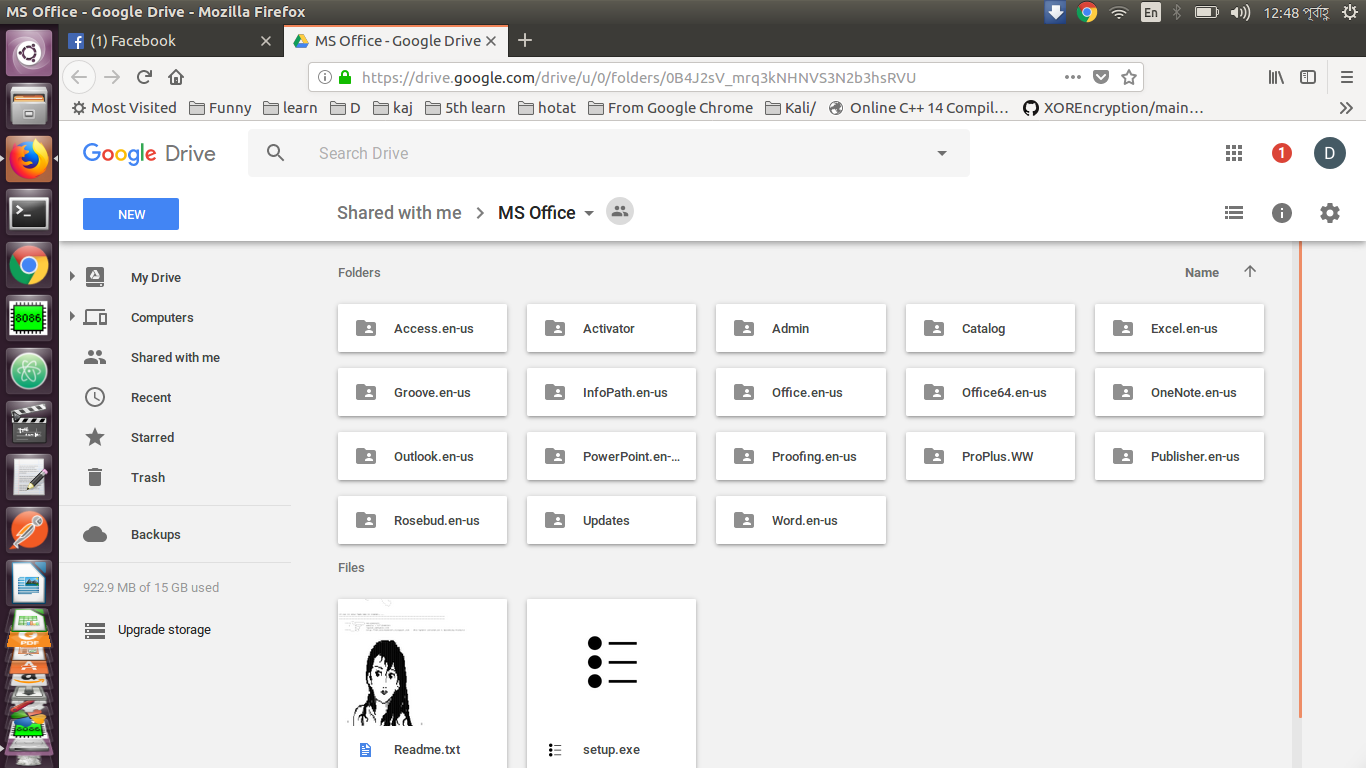 MS Office - Google Drive - Mozilla Firefox
En
12:48 পূর্বাহ্ণ
(1) Facebook
MS Office - Google Drive
https://drive.google.com/drive/u/0/folders/0B4J2sV_mrq3kNHNVS3N2b3hsRVU
Most Visited Funny learn D kaj 5th learn hotat From Google Chrome Kali/ Online C++ 14 Compil... XOREncryption/main...
Google Drive
Search Drive
1
D
NEW
Shared with me > MS Office
My Drive
Computers
Shared with me
Recent
Starred
Trash
Backups
922.9 MB of 15 GB used
Upgrade storage
Folders
Name
Access.en-us Activator Admin Catalog Excel.en-us
Groove.en-us InfoPath.en-us Office.en-us Office64.en-us OneNote.en-us
Outlook.en-us PowerPoint.en-... Proofing.en-us ProPlus.WW Publisher.en-us
Rosebud.en-us Updates Word.en-us
Files
Readme.txt setup.exe
8086
PDF